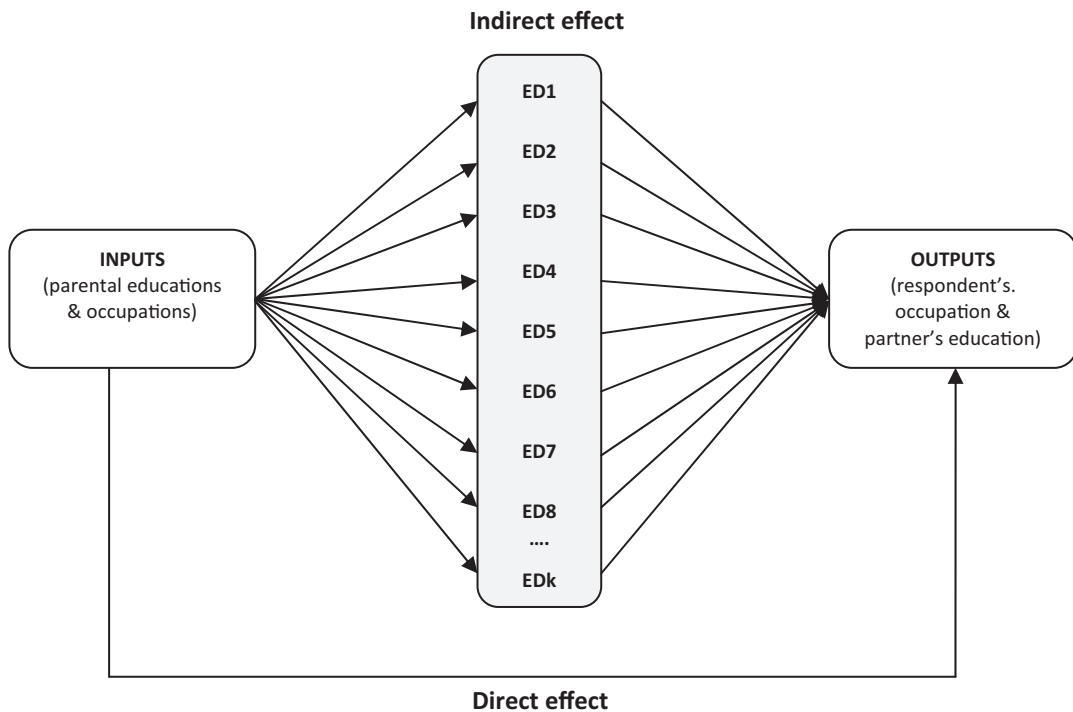 Indirect effect
ED1
ED2
ED3
ED4
ED5
ED6
ED7
ED8
....
EDk
INPUTS
(parental educations
& occupations)
OUTPUTS
(respondent's.
occupation &
partner's education)
Direct effect